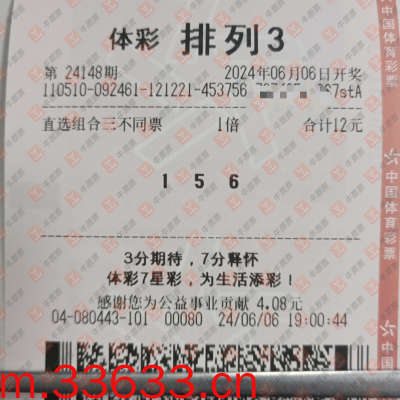 体彩 排列3
第 24148期 2024年06月06日开奖
110510-092461-121221-453756 S7stA
直选组合三不同票 1倍 合计12元
1 5 6
3分期待，7分释怀
体彩7星彩，为生活添彩！
感谢您为公益事业贡献 4.08元
04-080443-101 00080 24/06/06 19:00:44
m.33633.cn
中国体育彩票